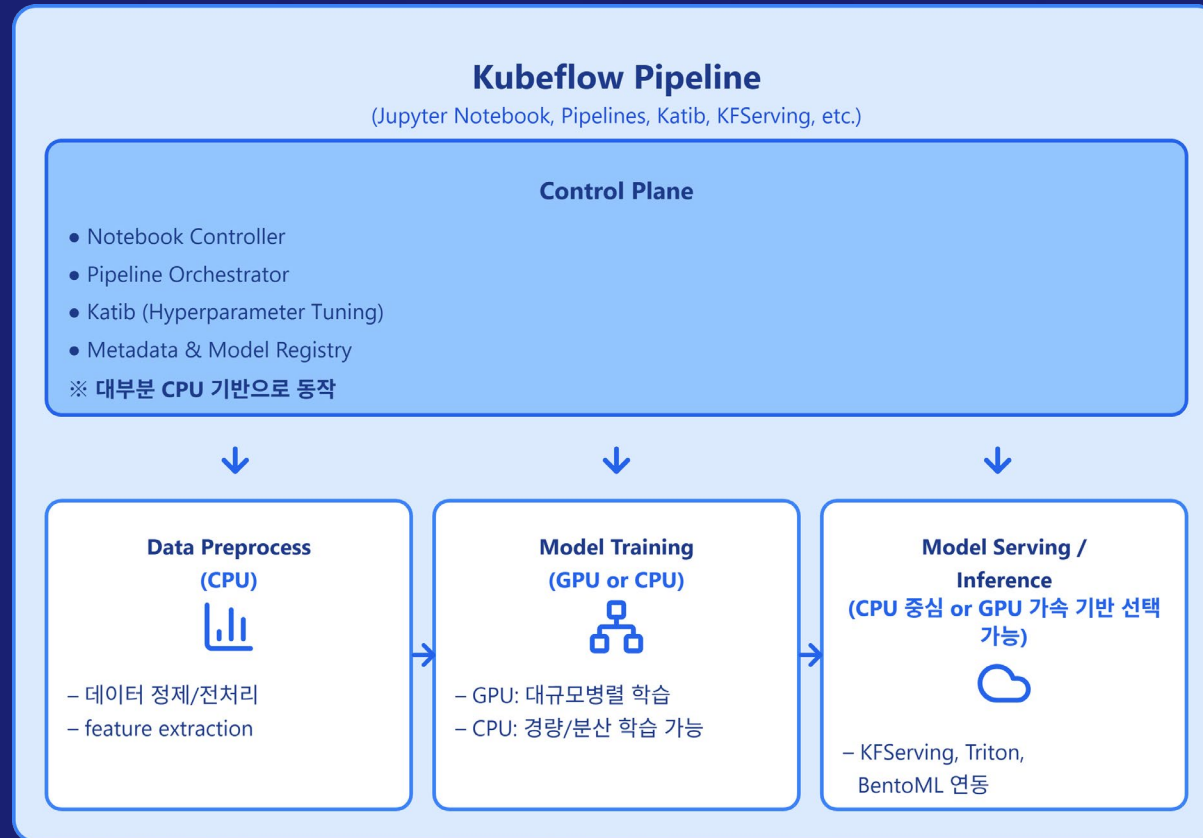 Kubeflow Pipeline
(Jupyter Notebook, Pipelines, Katib, KFServing, etc.)
Control Plane
● Notebook Controller
● Pipeline Orchestrator
● Katib (Hyperparameter Tuning)
● Metadata & Model Registry
※ 대부분 CPU 기반으로 동작
Data Preprocess
(CPU)
– 데이터 정제/전처리
– feature extraction
Model Training
(GPU or CPU)
– GPU: 대규모병렬 학습
– CPU: 경량/분산 학습 가능
Model Serving /
Inference
(CPU 중심 or GPU 가속 기반 선택
가능)
– KFServing, Triton,
BentoML 연동